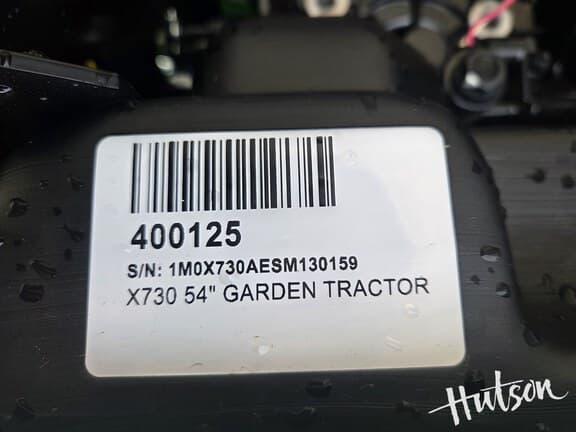 400125
S/N: 1M0X730AESM130159
X730 54" GARDEN TRACTOR
Hutson